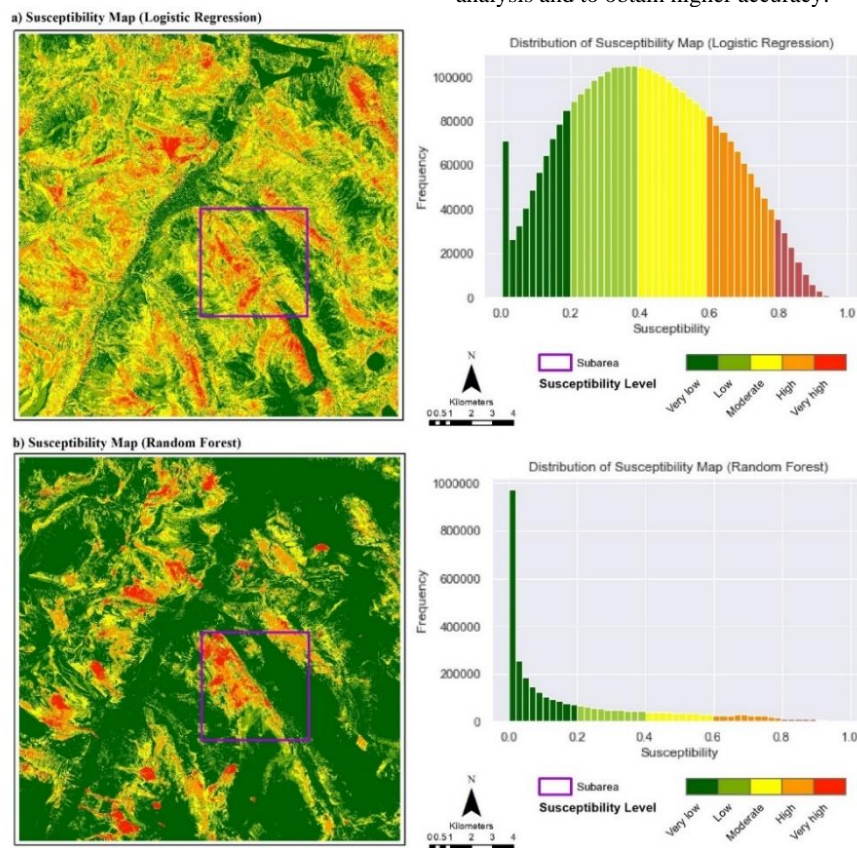 analysis and to obtain higher accuracy.
a) Susceptibility Map (Logistic Regression)
Distribution of Susceptibility Map (Logistic Regression)
Frequency
100000
80000
60000
40000
20000
0
0.0 0.2 0.4 0.6 0.8 1.0
Susceptibility
N
Kilometers
0 0.5 1 2 3 4
Subarea
Susceptibility Level
Very low
Low
Moderate
High
Very high
b) Susceptibility Map (Random Forest)
Distribution of Susceptibility Map (Random Forest)
Frequency
1000000
800000
600000
400000
200000
0
0.0 0.2 0.4 0.6 0.8 1.0
Susceptibility
N
Kilometers
0 0.5 1 2 3 4
Subarea
Susceptibility Level
Very low
Low
Moderate
High
Very high